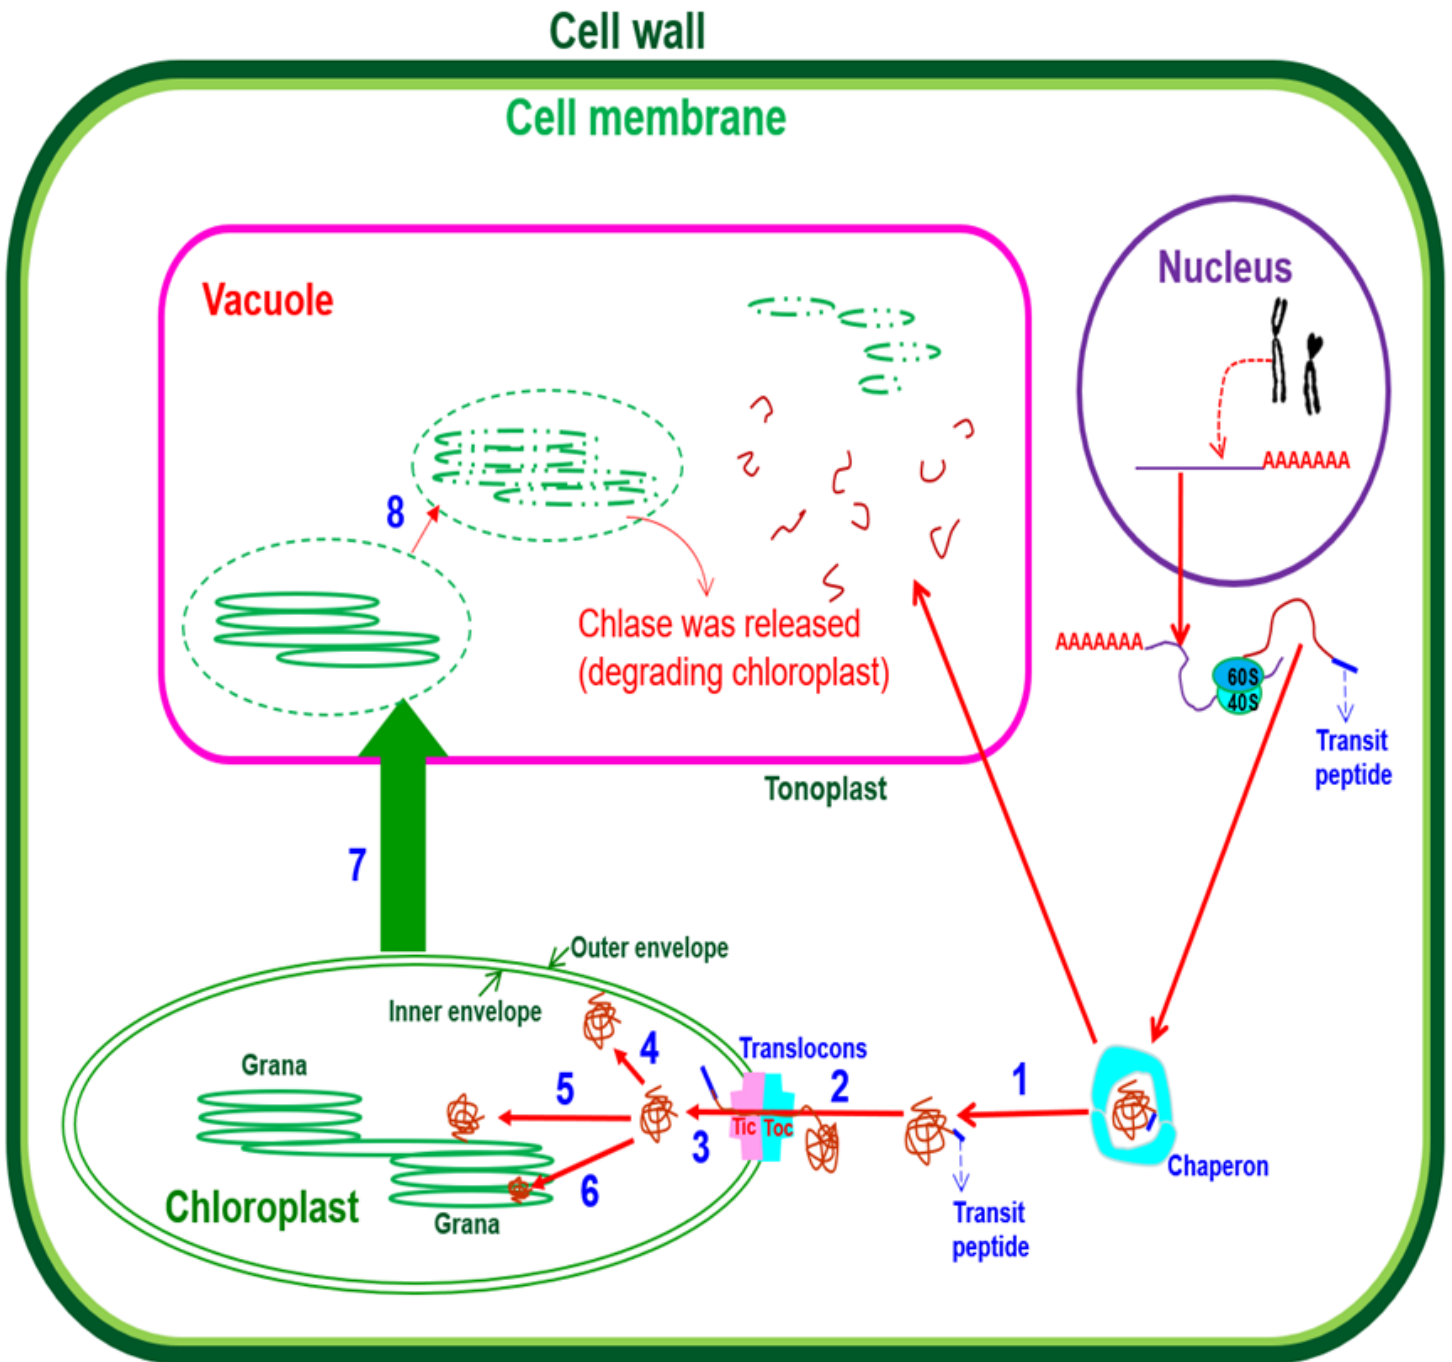 Cell wall
Cell membrane
Nucleus
Vacuole
AAAAAAA
8
Chlase was released
(degrading chloroplast)
AAAAAAA
60S
40S
Transit
peptide
Tonoplast
7
Outer envelope
Inner envelope
Grana
4
Translocons
5
2
1
Tic
Toc
3
6
Chaperon
Chloroplast
Grana
Transit
peptide